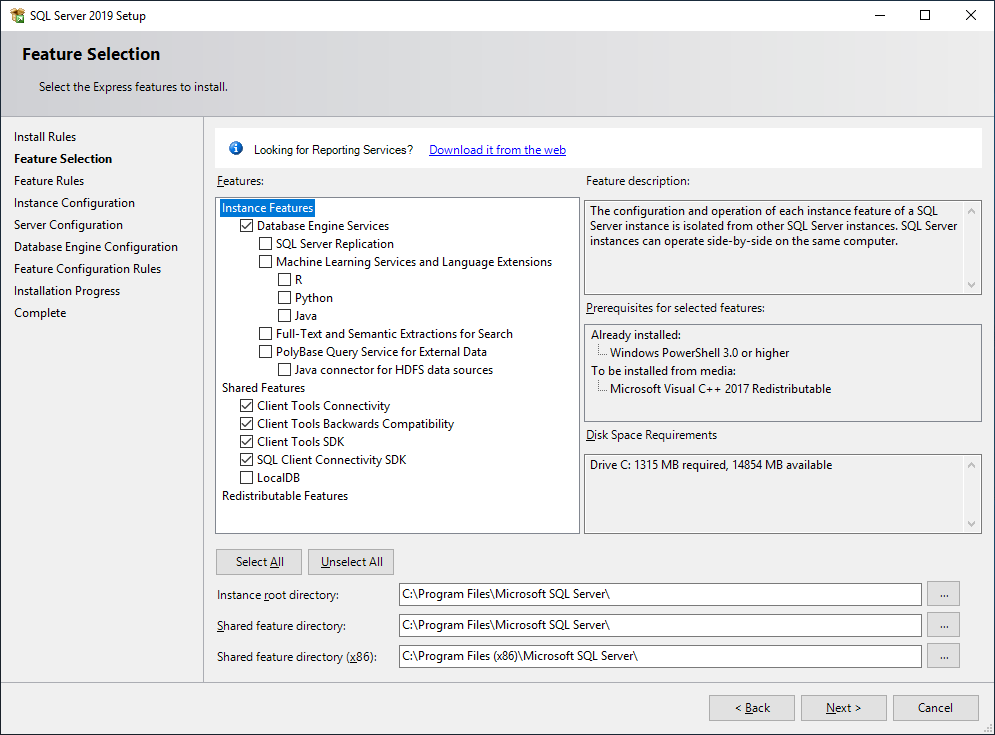 SQL Server 2019 Setup
Feature Selection
Select the Express features to install.
Install Rules
Feature Selection
Feature Rules
Instance Configuration
Server Configuration
Database Engine Configuration
Feature Configuration Rules
Installation Progress
Complete
Looking for Reporting Services? Download it from the web
Features:
Instance Features
Database Engine Services
SQL Server Replication
Machine Learning Services and Language Extensions
R
Python
Java
Full-Text and Semantic Extractions for Search
PolyBase Query Service for External Data
Java connector for HDFS data sources
Shared Features
Client Tools Connectivity
Client Tools Backwards Compatibility
Client Tools SDK
SQL Client Connectivity SDK
LocalDB
Redistributable Features
Feature description:
The configuration and operation of each instance feature of a SQL
Server instance is isolated from other SQL Server instances. SQL Server
instances can operate side-by-side on the same computer.
Prerequisites for selected features:
Already installed:
Windows PowerShell 3.0 or higher
To be installed from media:
Microsoft Visual C++ 2017 Redistributable
Disk Space Requirements
Drive C: 1315 MB required, 14854 MB available
Select All
Unselect All
Instance root directory:
C:\Program Files\Microsoft SQL Server\
...
Shared feature directory:
C:\Program Files\Microsoft SQL Server\
...
Shared feature directory (x86):
C:\Program Files (x86)\Microsoft SQL Server\
...
< Back
Next >
Cancel